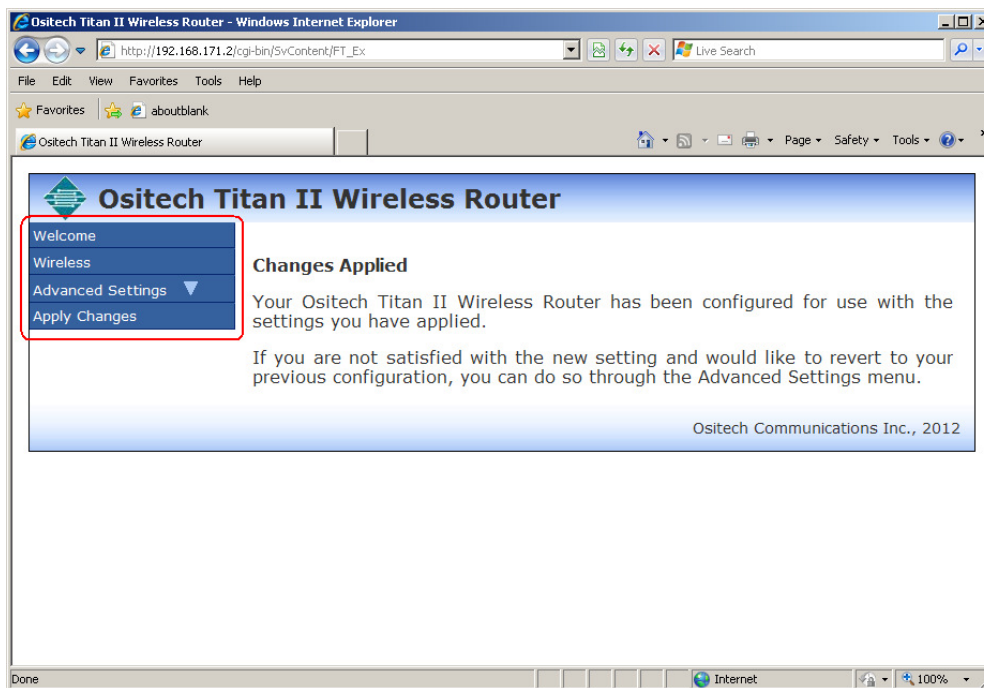 Ositech Titan II Wireless Router - Windows Internet Explorer
http://192.168.171.2/cgi-bin/SvContent/FT_Ex
Live Search
File Edit View Favorites Tools Help
Favorites aboutblank
Ositech Titan II Wireless Router
Page Safety Tools
Ositech Titan II Wireless Router
Welcome
Wireless
Advanced Settings
Apply Changes
Changes Applied
Your Ositech Titan II Wireless Router has been configured for use with the
settings you have applied.
If you are not satisfied with the new setting and would like to revert to your
previous configuration, you can do so through the Advanced Settings menu.
Ositech Communications Inc., 2012
Done
Internet
100%